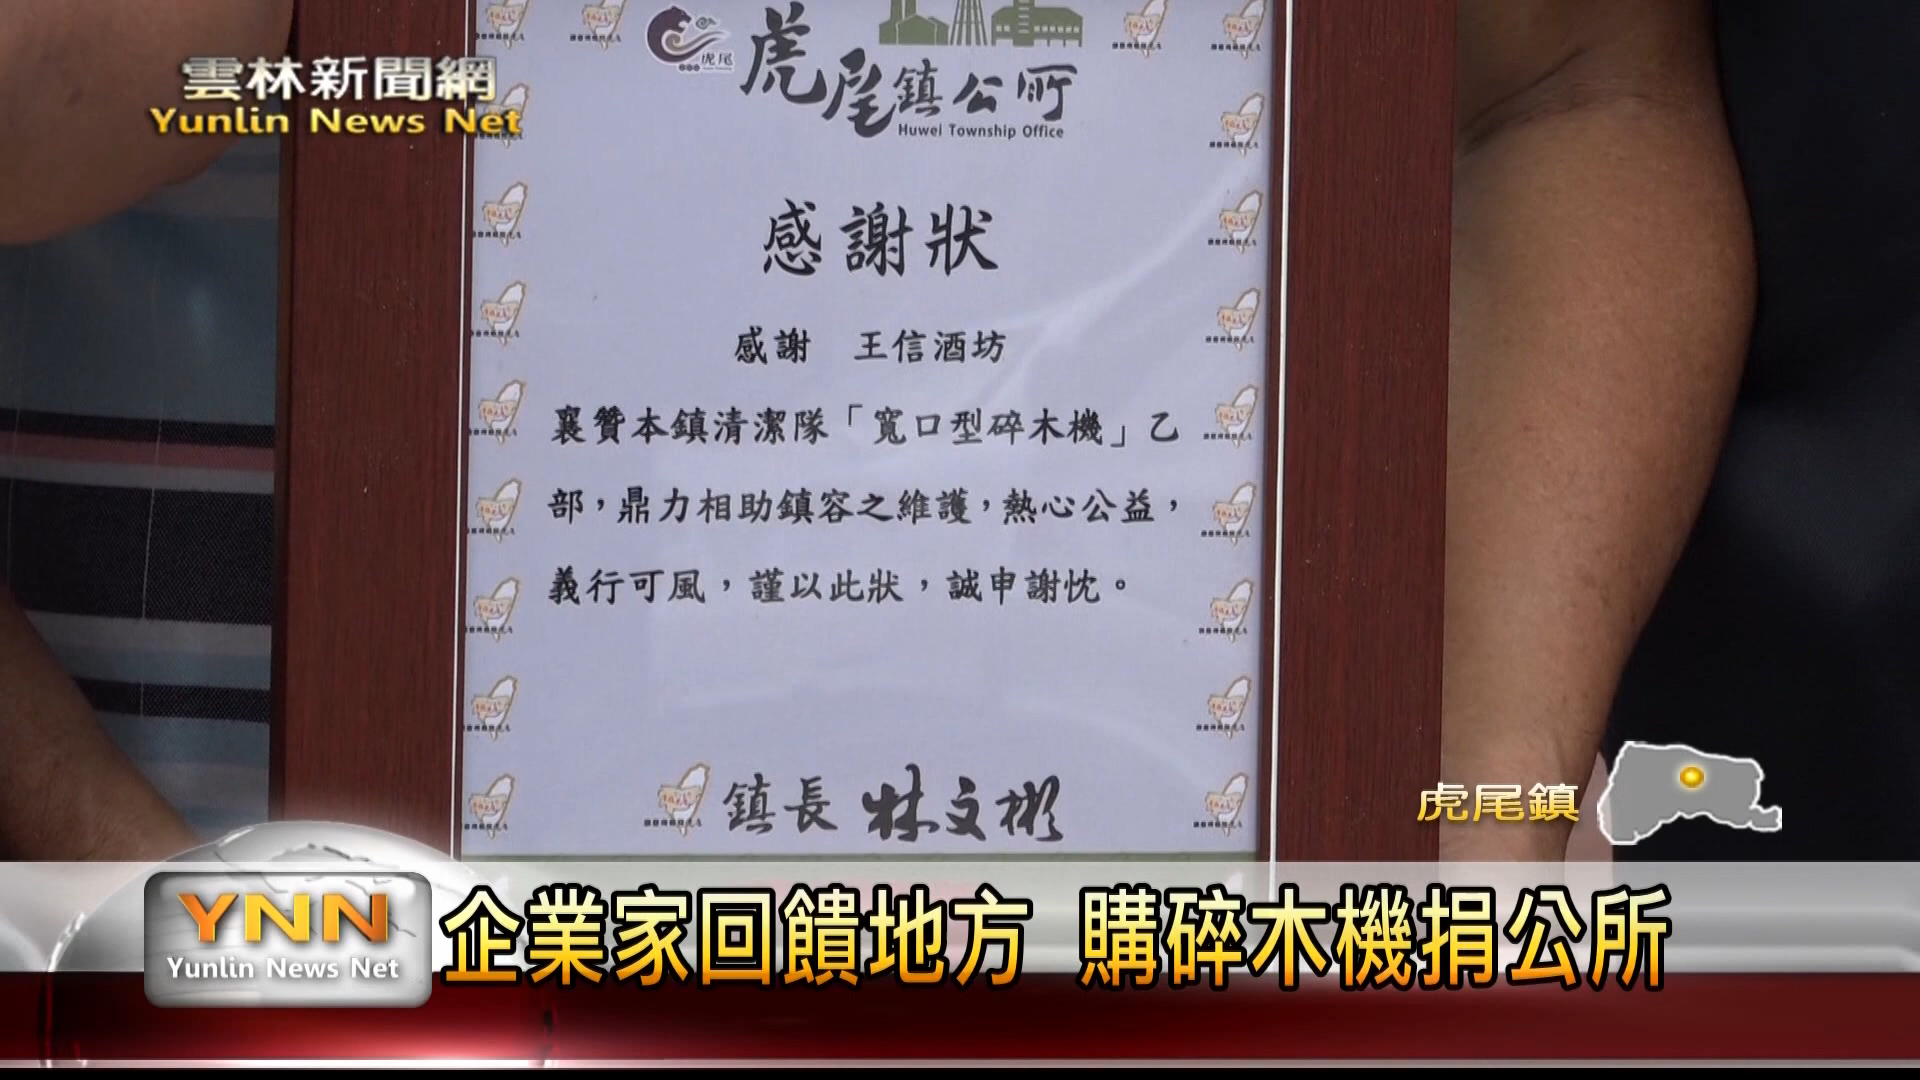 雲林新聞網
Yunlin News Net
虎尾
虎尾鎮公所
Huwei Township Office
感謝狀
感謝　王信酒坊
襄贊本鎮清潔隊「寬口型碎木機」乙
部，鼎力相助鎮容之維護，熱心公益，
義行可風，謹以此狀，誠申謝忱。
鎮長 林文彬
虎尾鎮
YNN
Yunlin News Net
企業家回饋地方 購碎木機捐公所